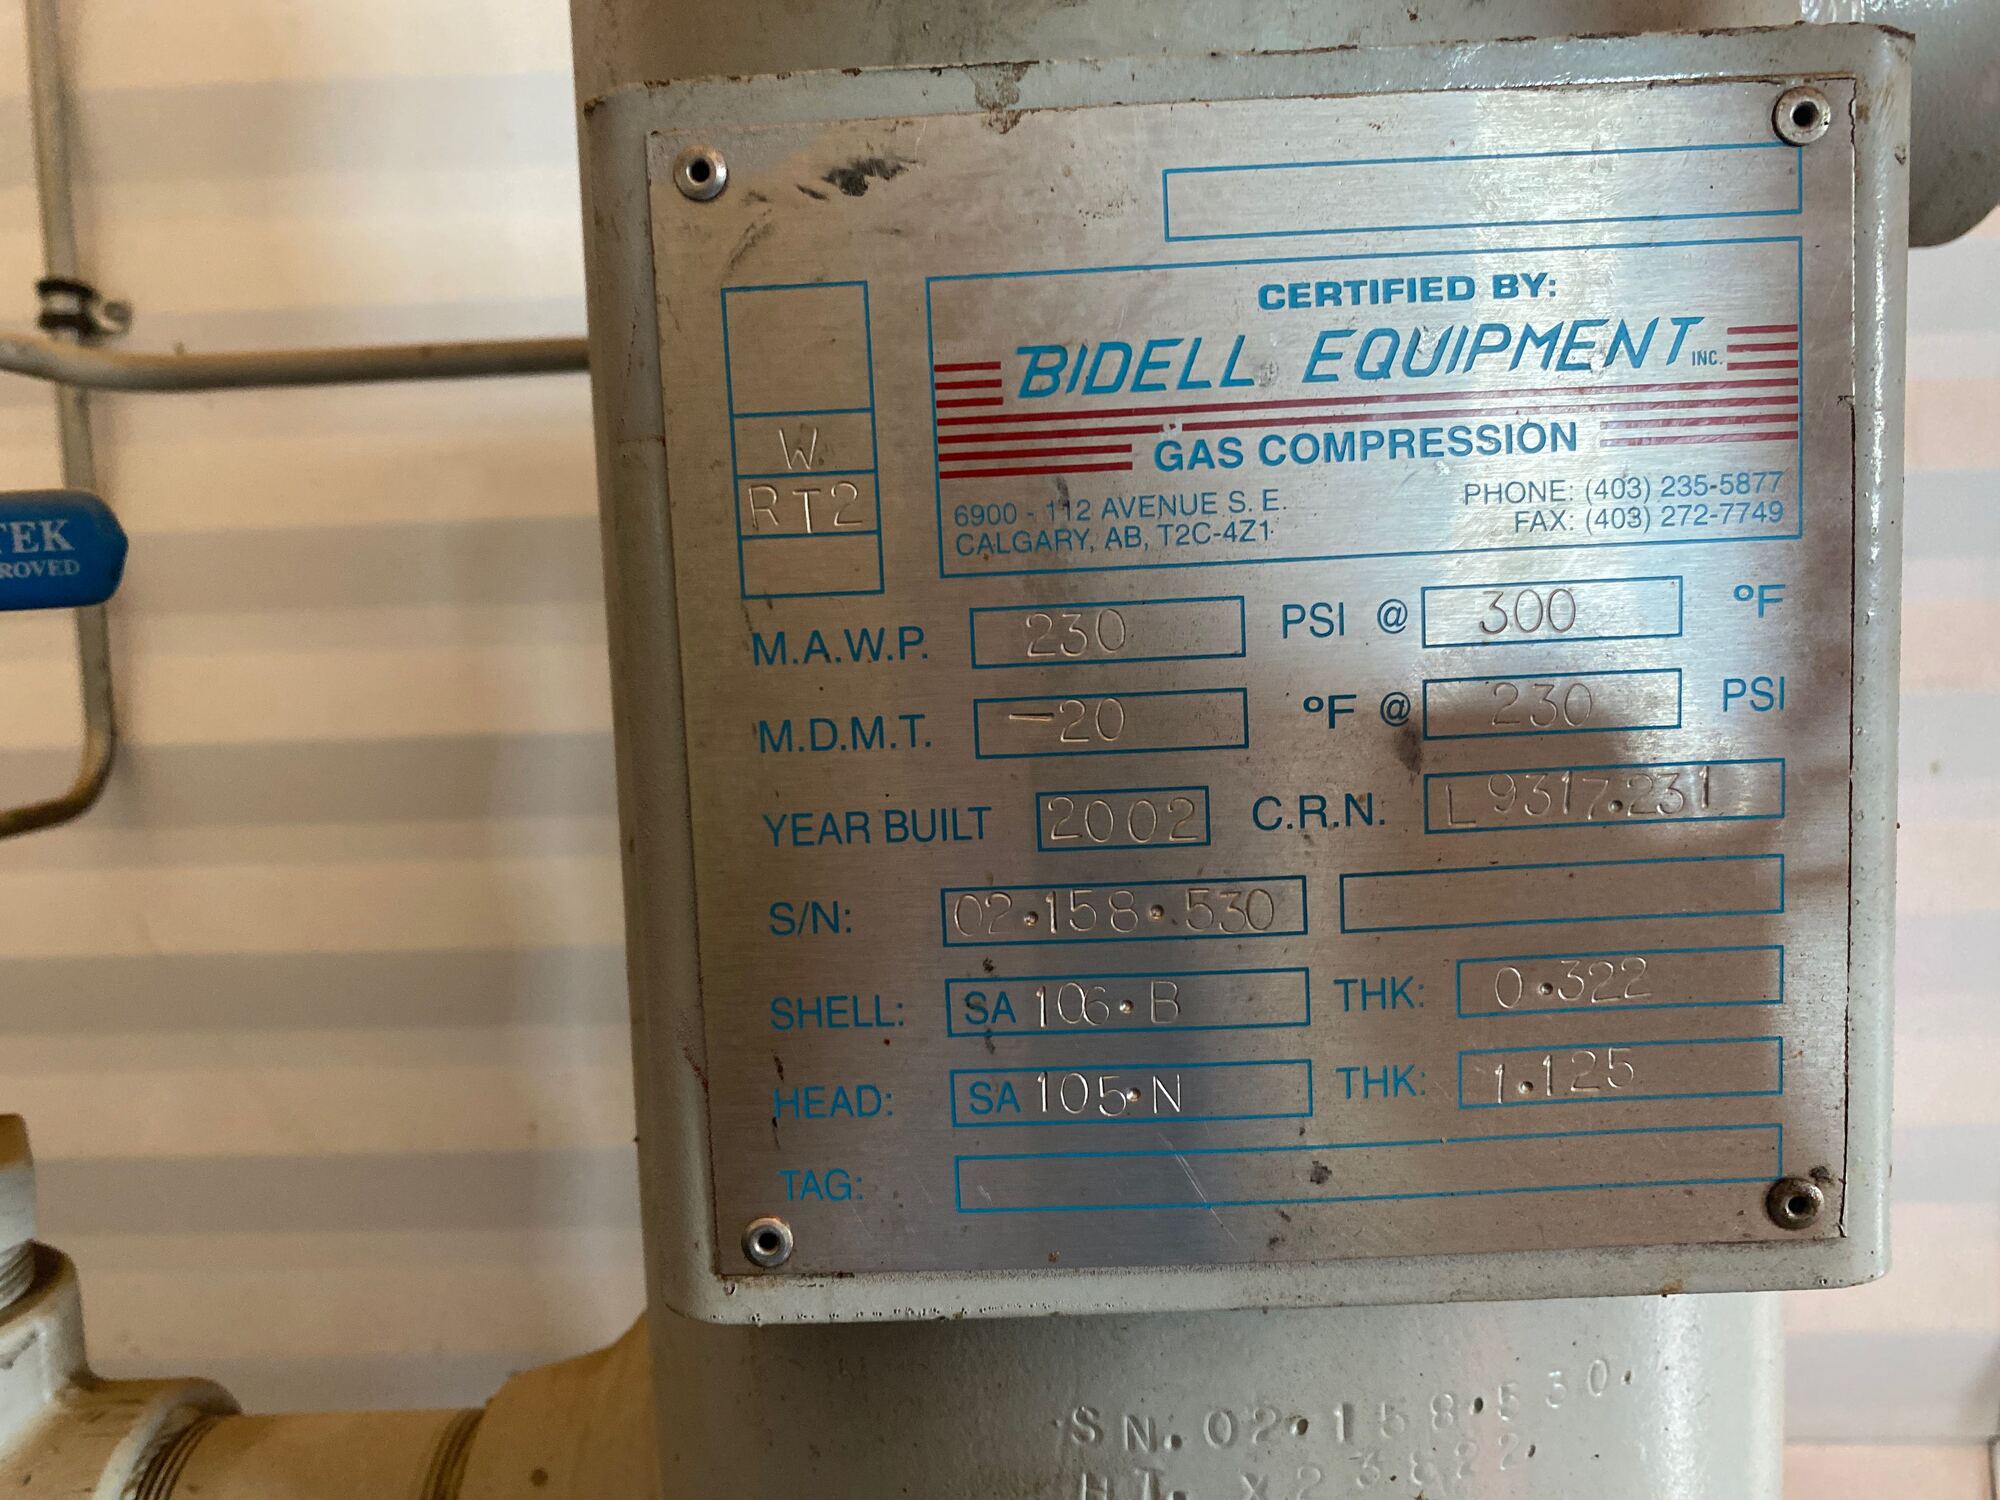 CERTIFIED BY:
BIDELL EQUIPMENT INC.
GAS COMPRESSION
6900 - 112 AVENUE S. E.
CALGARY, AB, T2C-4Z1
PHONE: (403) 235-5877
FAX: (403) 272-7749
W
RT2
M.A.W.P. 230 PSI @ 300 °F
M.D.M.T. -20 °F @ 230 PSI
YEAR BUILT 2002 C.R.N. L9317.231
S/N: 02.158.530
SHELL: SA 106.B THK: 0.322
HEAD: SA 105.N THK: 1.125
TAG:
TEK
ROVED
SN. 02.158.530.